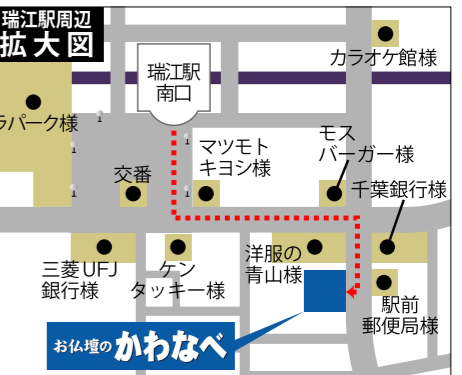 瑞江駅周辺
拡大図
カラオケ館様
瑞江駅
南口
ラパーク様
交番
マツモト
キヨシ様
モス
バーガー様
千葉銀行様
三菱UFJ
銀行様
ケン
タッキー様
洋服の
青山様
駅前
郵便局様
お仏壇のかわなべ